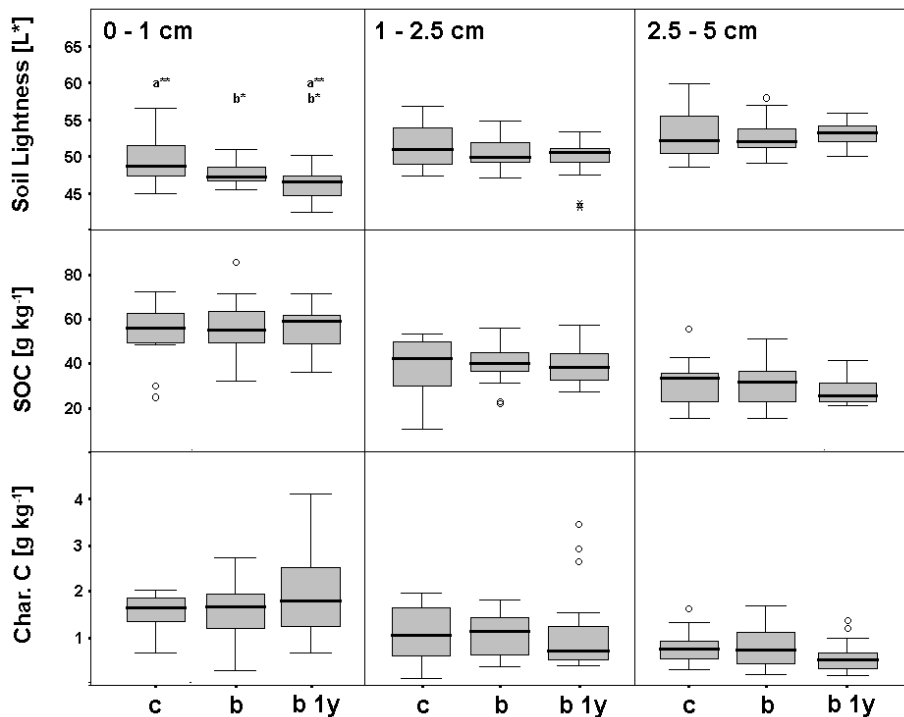 0 - 1 cm
1 - 2.5 cm
2.5 - 5 cm
Soil Lightness [L*]
65
60
55
50
45
a**
b*
a**
b*
SOC [g kg-1]
80
60
40
20
Char. C [g kg-1]
4
3
2
1
c
b
b 1y
c
b
b 1y
c
b
b 1y